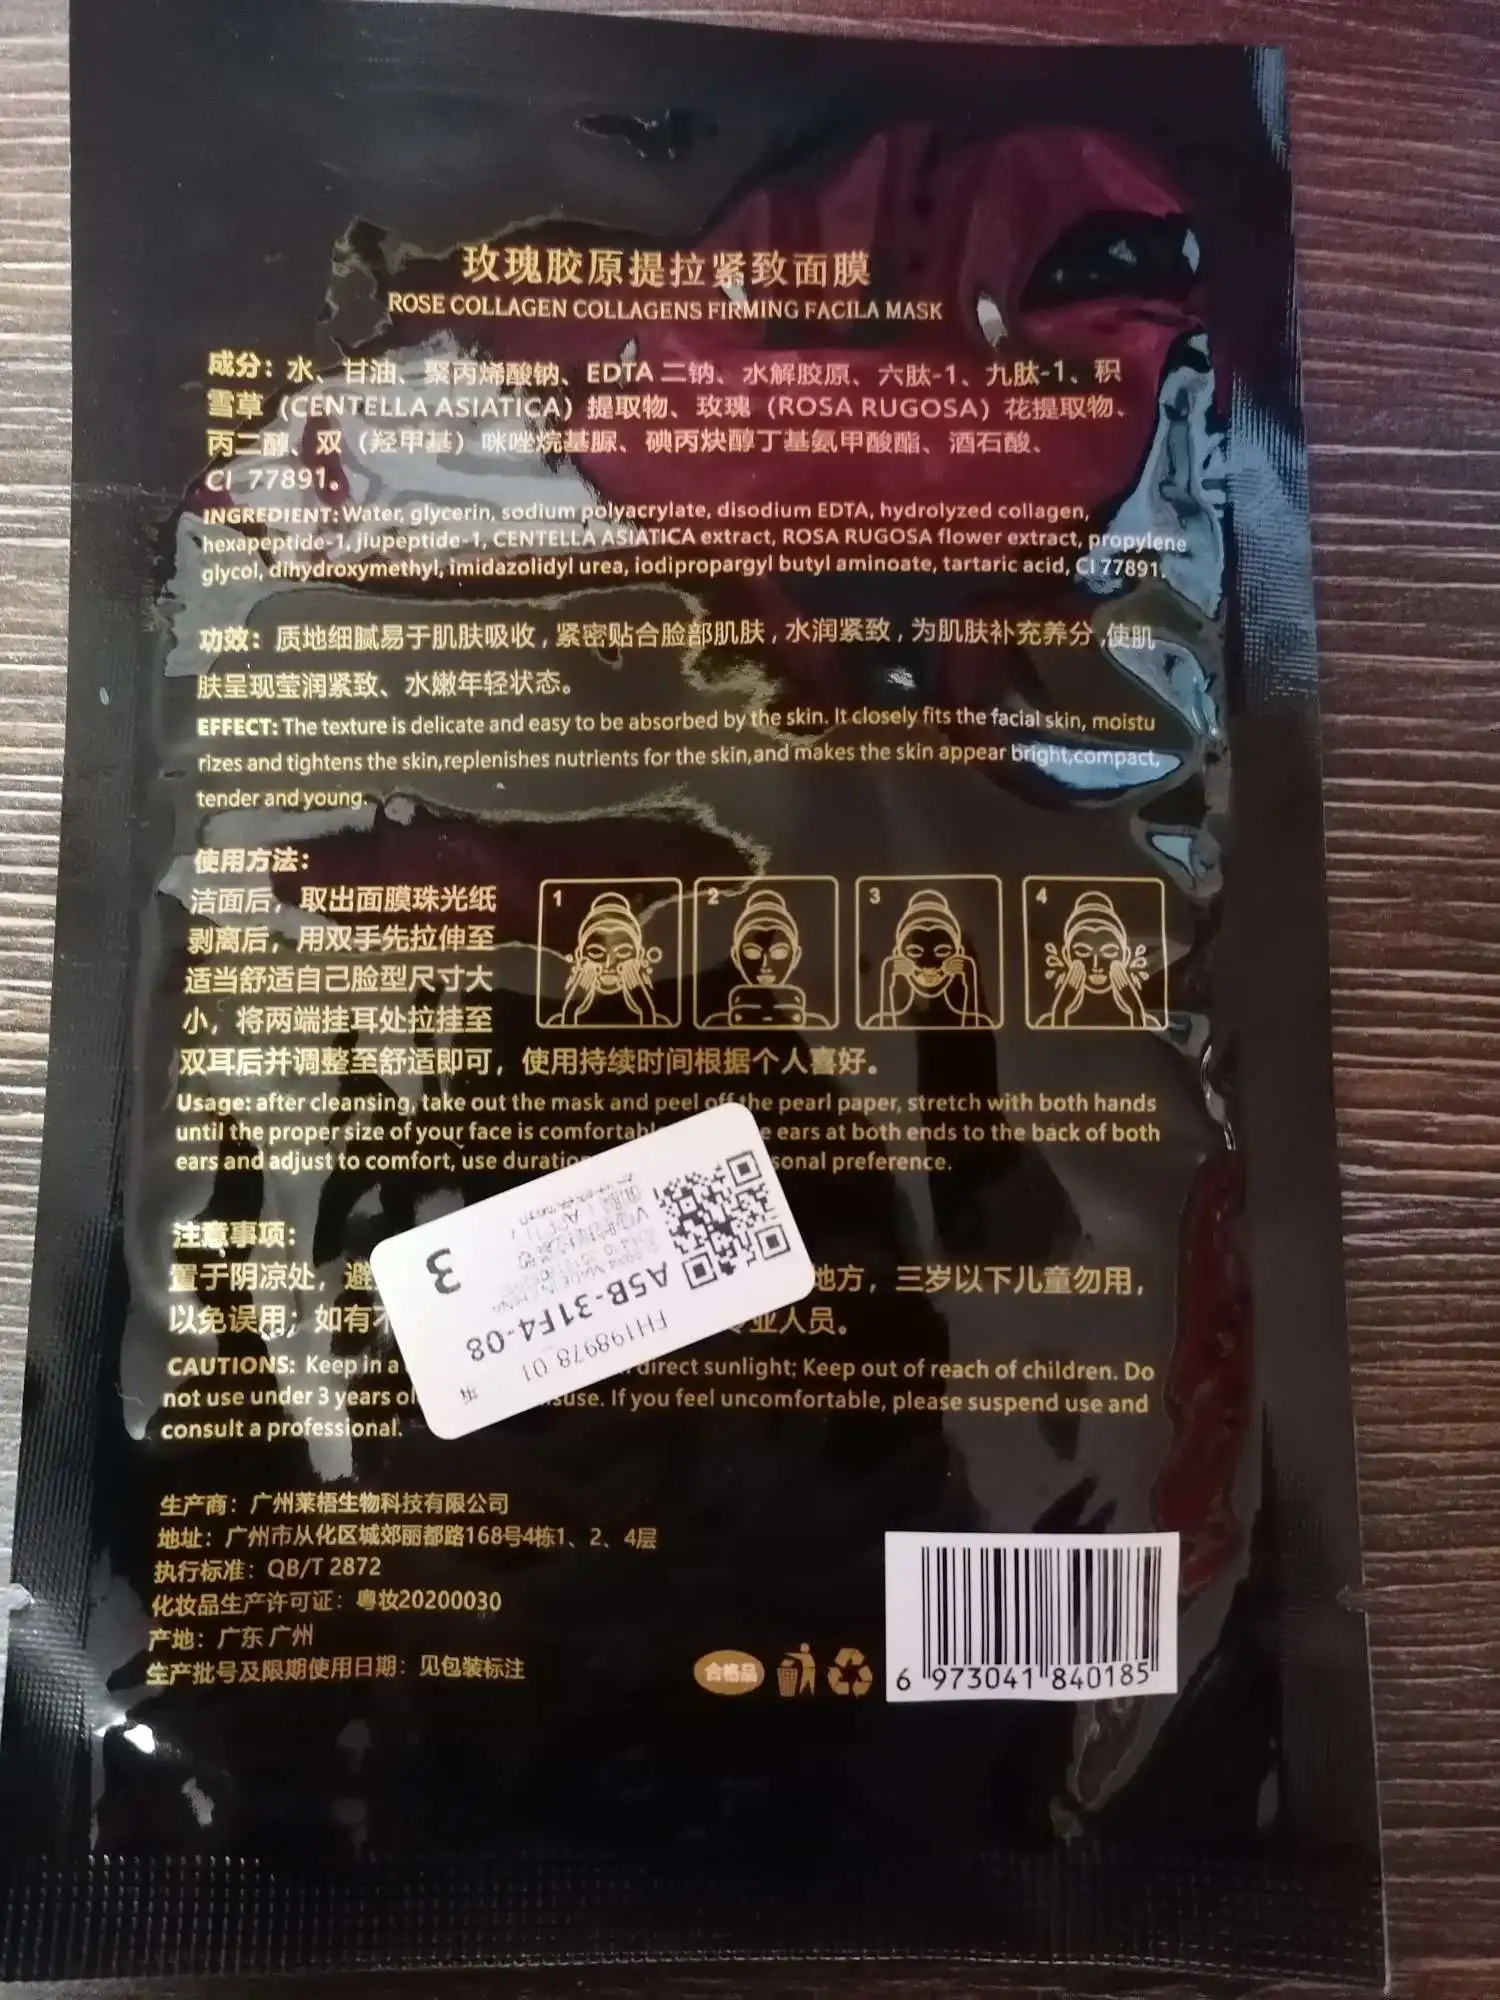 玫瑰胶原提拉紧致面膜
ROSE COLLAGEN COLLAGENS FIRMING FACILA MASK
成分：水、甘油、聚丙烯酸钠、EDTA 二钠、水解胶原、六肽-1、九肽-1、积
雪草（CENTELLA ASIATICA）提取物、玫瑰（ROSA RUGOSA）花提取物、
丙二醇、双（羟甲基）咪唑烷基脲、碘丙炔醇丁基氨甲酸酯、酒石酸、
CI 77891。
INGREDIENT: Water, glycerin, sodium polyacrylate, disodium EDTA, hydrolyzed collagen,
hexapeptide-1, jiupeptide-1, CENTELLA ASIATICA extract, ROSA RUGOSA flower extract, propylene
glycol, dihydroxymethyl, imidazolidyl urea, iodipropargyl butyl aminoate, tartaric acid, CI 77891.
功效：质地细腻易于肌肤吸收，紧密贴合脸部肌肤，水润紧致，为肌肤补充养分，使肌
肤呈现莹润紧致、水嫩年轻状态。
EFFECT: The texture is delicate and easy to be absorbed by the skin. It closely fits the facial skin, moistu
rizes and tightens the skin,replenishes nutrients for the skin,and makes the skin appear bright,compact,
tender and young.
使用方法：
洁面后，取出面膜珠光纸
剥离后，用双手先拉伸至
适当舒适自己脸型尺寸大
小，将两端挂耳处拉挂至
双耳后并调整至舒适即可，使用持续时间根据个人喜好。
1 2 3 4
Usage: after cleansing, take out the mask and peel off the pearl paper, stretch with both hands
until the proper size of your face is comfortabl e ears at both ends to the back of both
ears and adjust to comfort, use duratio sonal preference.
注意事项：
置于阴凉处，避 地方，三岁以下儿童勿用，
以免误用；如有不 专业人员。
CAUTIONS: Keep in a direct sunlight; Keep out of reach of children. Do
not use under 3 years ol suse. If you feel uncomfortable, please suspend use and
consult a professional.
3
A5B-31F4-08
FH198978 01
生产商：广州莱梧生物科技有限公司
地址：广州市从化区城郊丽都路168号4栋1、2、4层
执行标准：QB/T 2872
化妆品生产许可证：粤妆20200030
产地：广东 广州
生产批号及限期使用日期：见包装标注
合格品
6 973041 840185